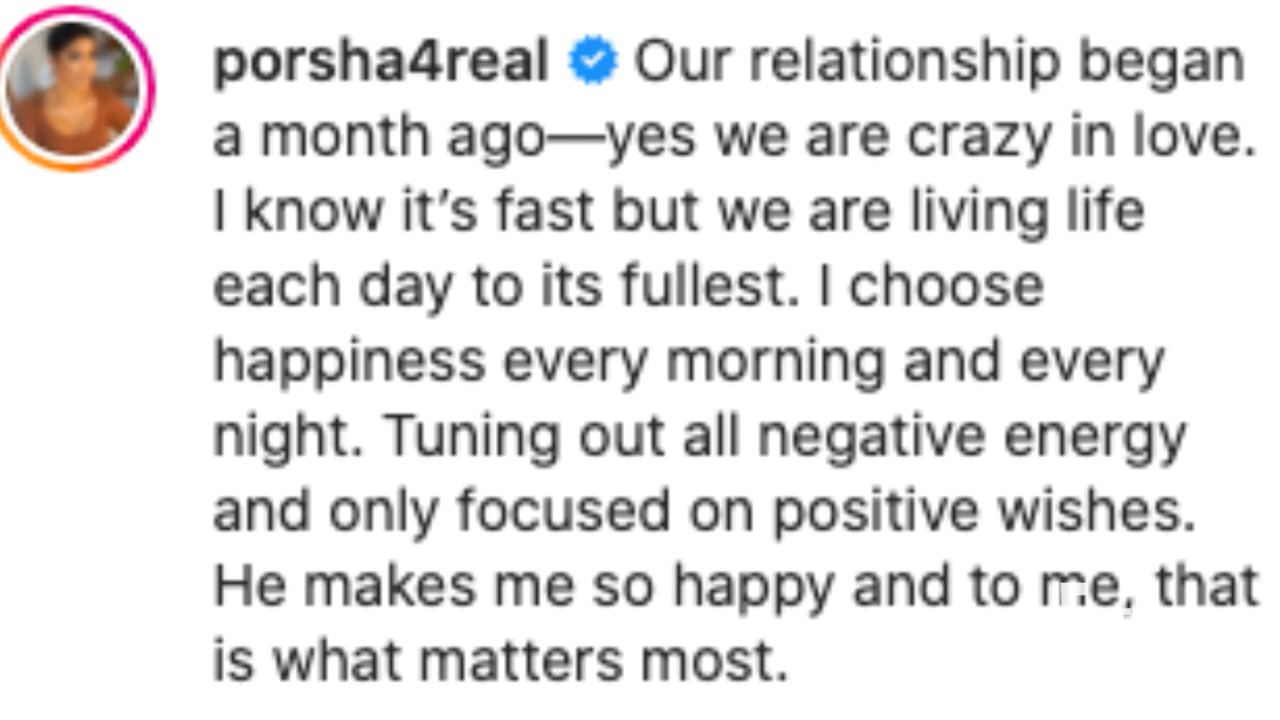 porsha4real Our relationship began
a month ago—yes we are crazy in love.
I know it’s fast but we are living life
each day to its fullest. I choose
happiness every morning and every
night. Tuning out all negative energy
and only focused on positive wishes.
He makes me so happy and to me, that
is what matters most.